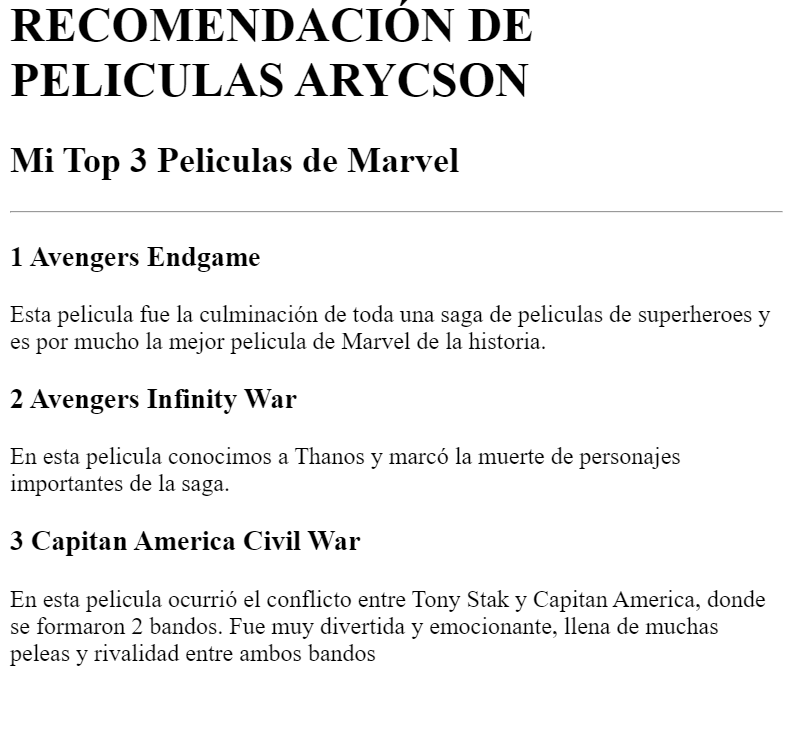 RECOMENDACIÓN DE
PELICULAS ARYCSON
Mi Top 3 Peliculas de Marvel
1 Avengers Endgame
Esta pelicula fue la culminación de toda una saga de peliculas de superheroes y
es por mucho la mejor pelicula de Marvel de la historia.
2 Avengers Infinity War
En esta pelicula conocimos a Thanos y marcó la muerte de personajes
importantes de la saga.
3 Capitan America Civil War
En esta pelicula ocurrió el conflicto entre Tony Stak y Capitan America, donde
se formaron 2 bandos. Fue muy divertida y emocionante, llena de muchas
peleas y rivalidad entre ambos bandos